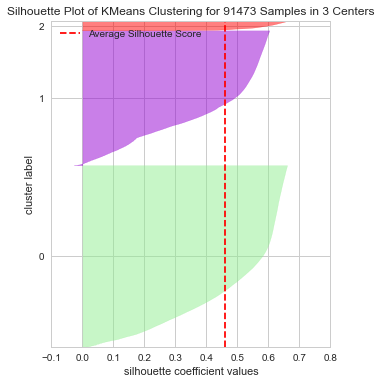 Silhouette Plot of KMeans Clustering for 91473 Samples in 3 Centers
Average Silhouette Score
2
1
0
cluster label
−0.1 0.0 0.1 0.2 0.3 0.4 0.5 0.6 0.7 0.8
silhouette coefficient values